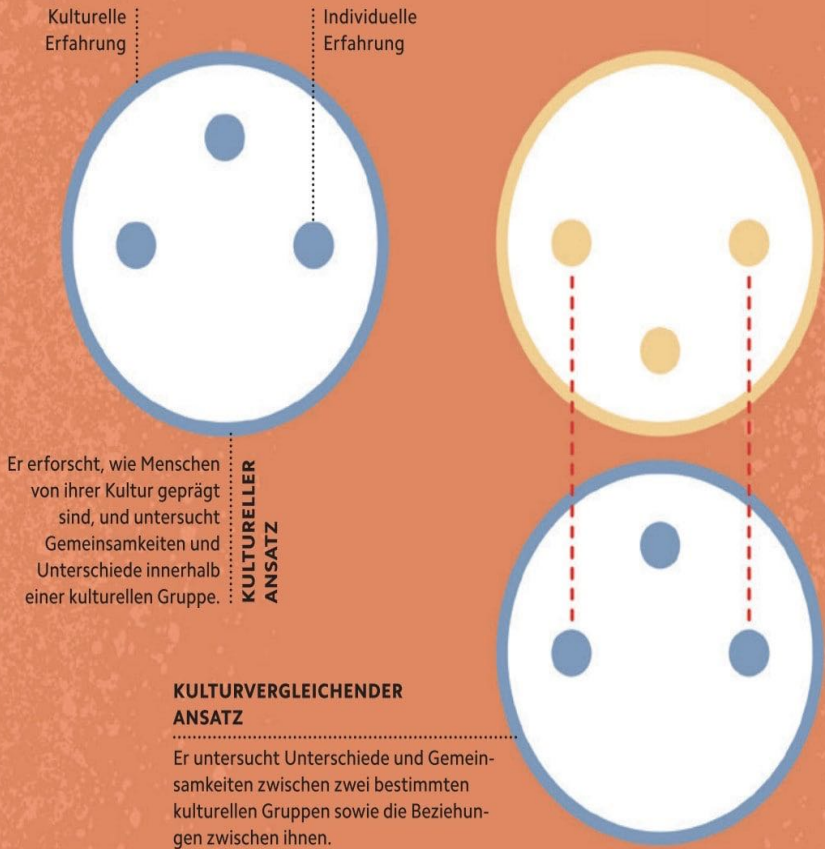 Kulturelle
Erfahrung
Individuelle
Erfahrung
Er erforscht, wie Menschen
von ihrer Kultur geprägt
sind, und untersucht
Gemeinsamkeiten und
Unterschiede innerhalb
einer kulturellen Gruppe.
KULTURELLER
ANSATZ
KULTURVERGLEICHENDER
ANSATZ
Er untersucht Unterschiede und Gemein-
samkeiten zwischen zwei bestimmten
kulturellen Gruppen sowie die Beziehun-
gen zwischen ihnen.